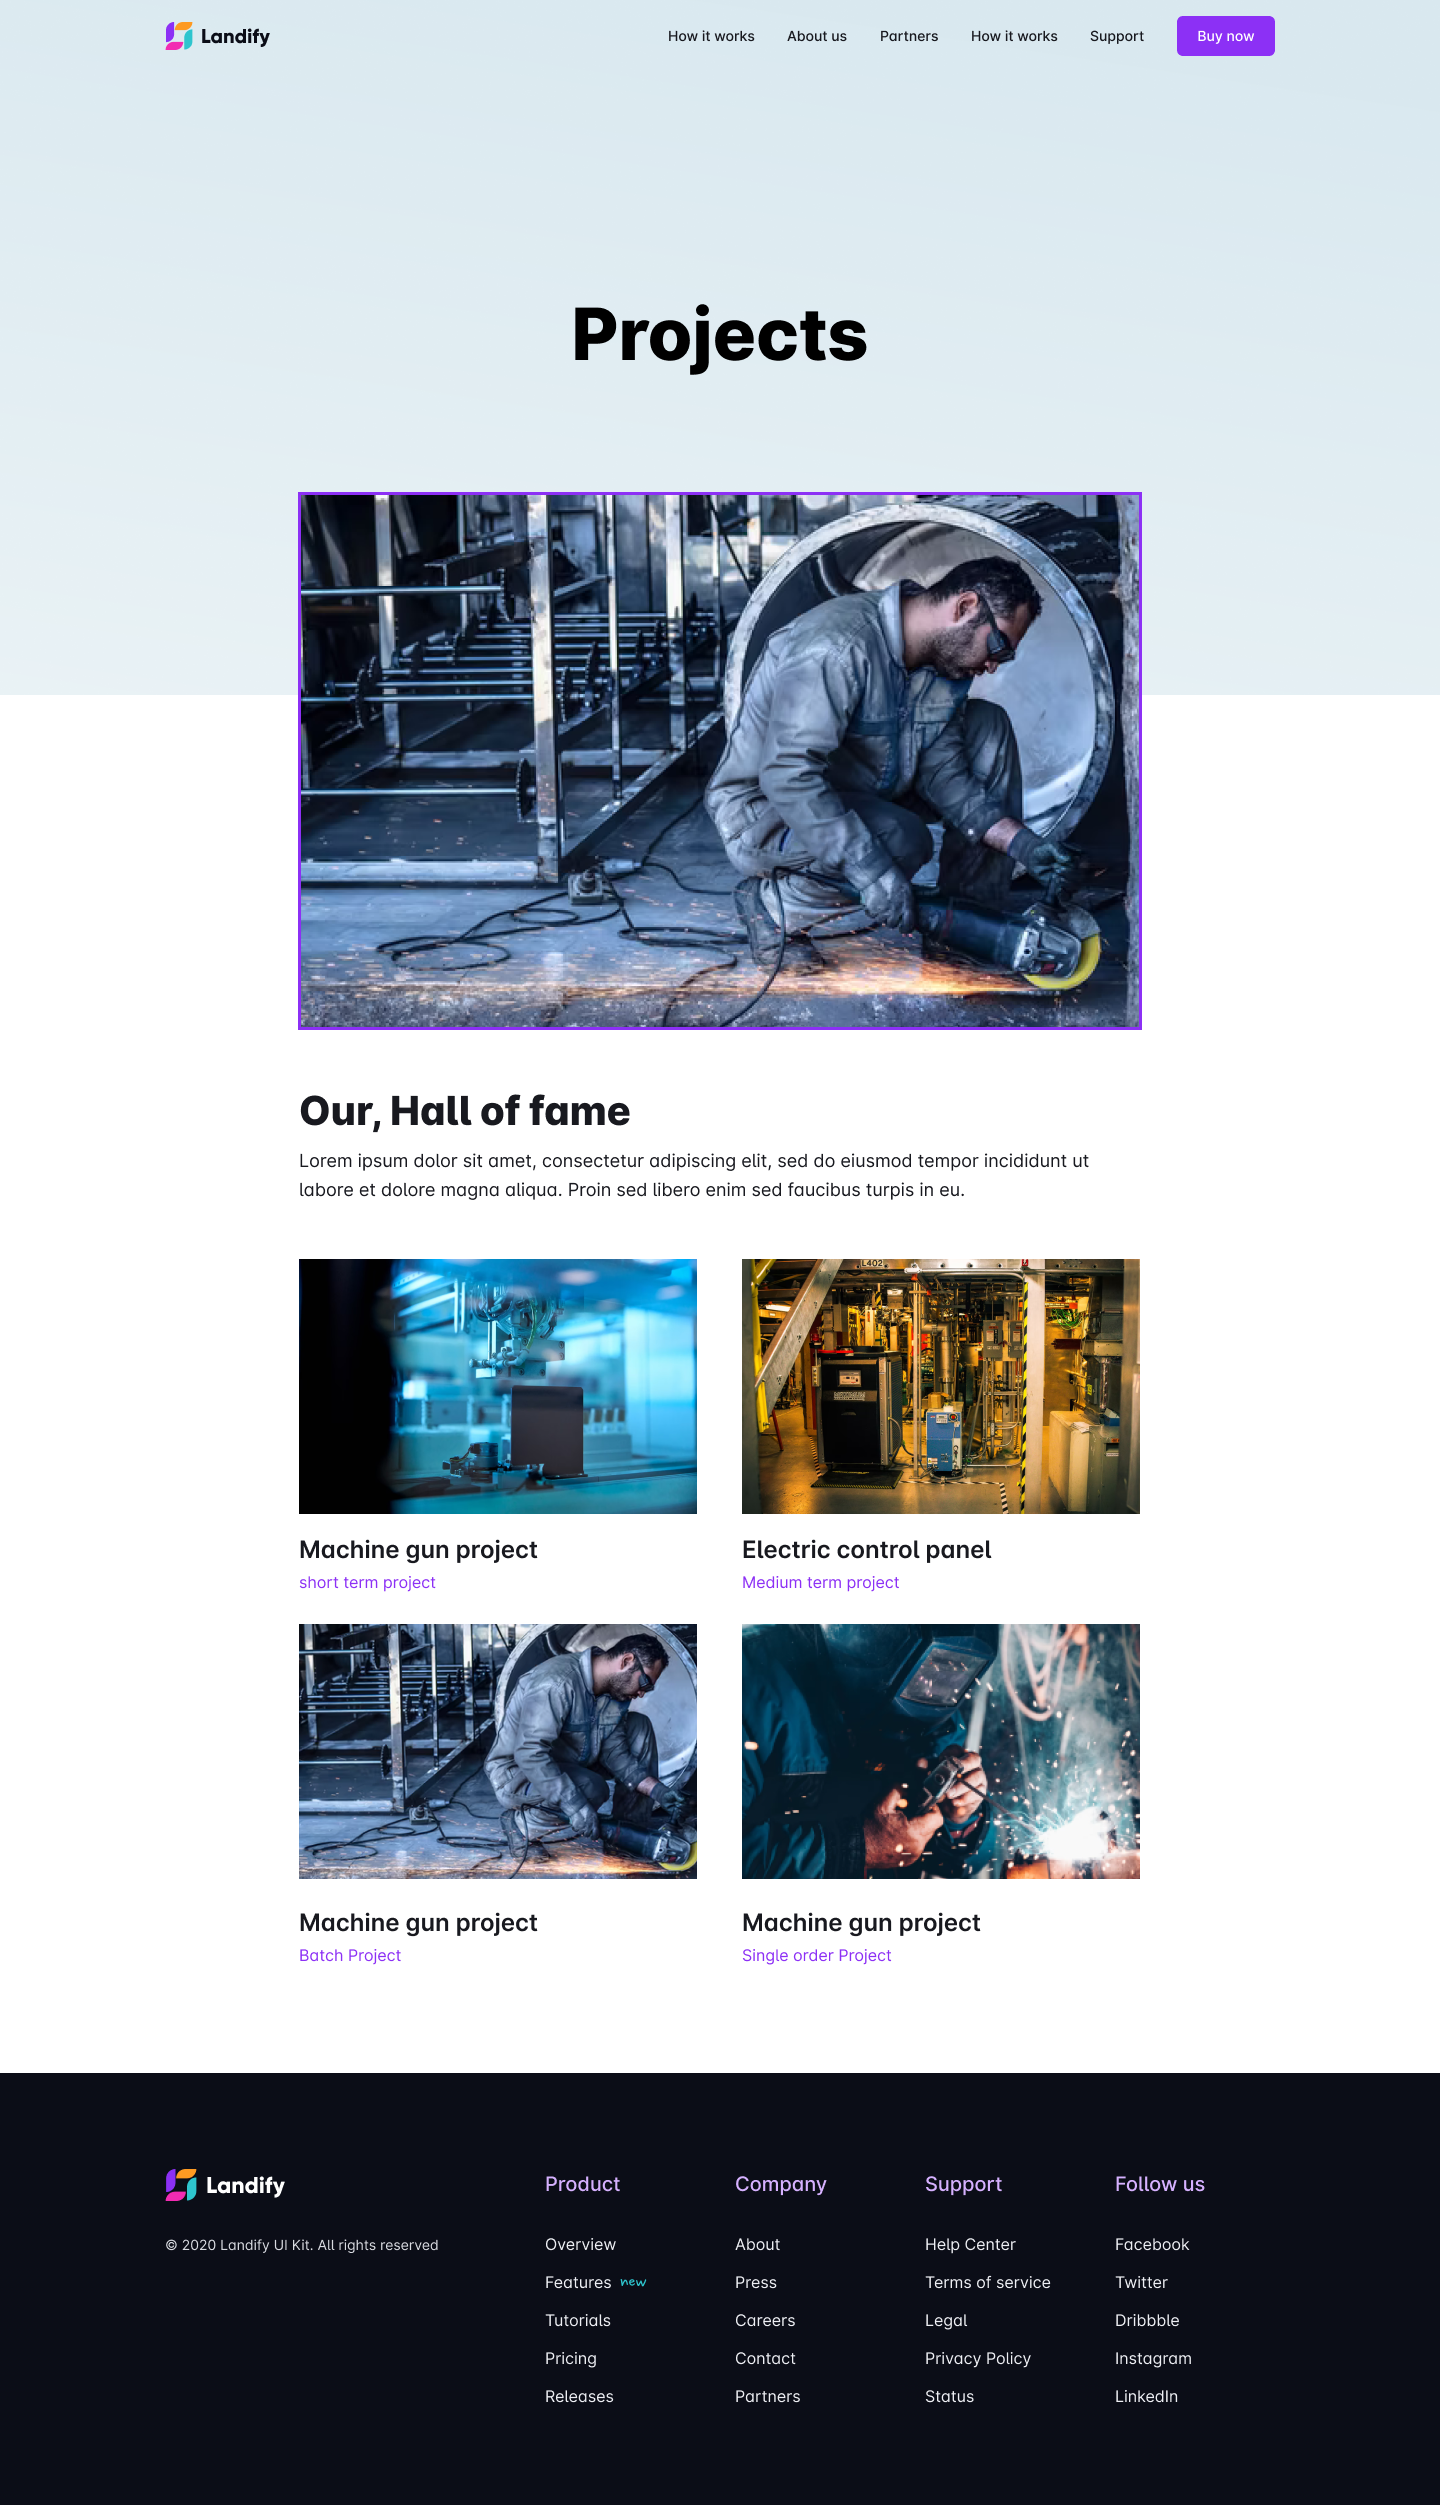 Landify
How it works
About us
Partners
How it works
Support
Buy now
Projects
Our, Hall of fame
Lorem ipsum dolor sit amet, consectetur adipiscing elit, sed do eiusmod tempor incididunt ut
labore et dolore magna aliqua. Proin sed libero enim sed faucibus turpis in eu.
L402
Machine gun project
short term project
Electric control panel
Medium term project
Machine gun project
Batch Project
Machine gun project
Single order Project
Landify
© 2020 Landify UI Kit. All rights reserved
Product
Overview
Features new
Tutorials
Pricing
Releases
Company
About
Press
Careers
Contact
Partners
Support
Help Center
Terms of service
Legal
Privacy Policy
Status
Follow us
Facebook
Twitter
Dribbble
Instagram
LinkedIn